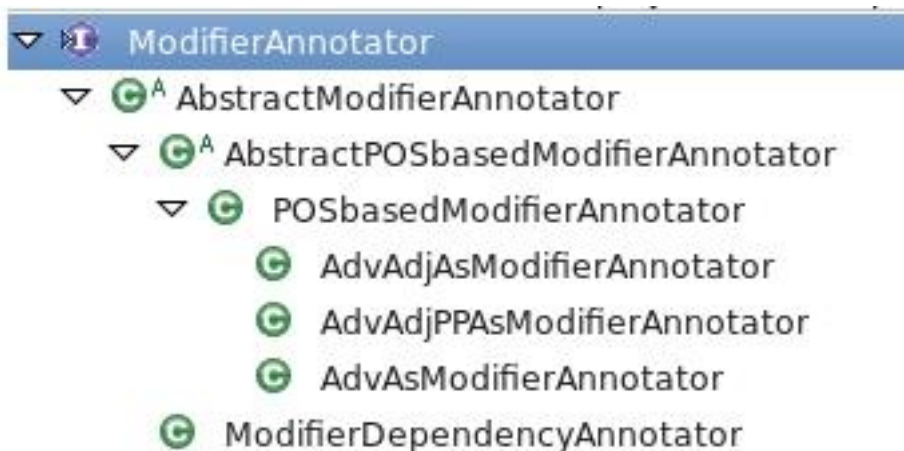 ModifierAnnotator
AbstractModifierAnnotator
AbstractPOSbasedModifierAnnotator
POSbasedModifierAnnotator
AdvAdjAsModifierAnnotator
AdvAdjPPAsModifierAnnotator
AdvAsModifierAnnotator
ModifierDependencyAnnotator